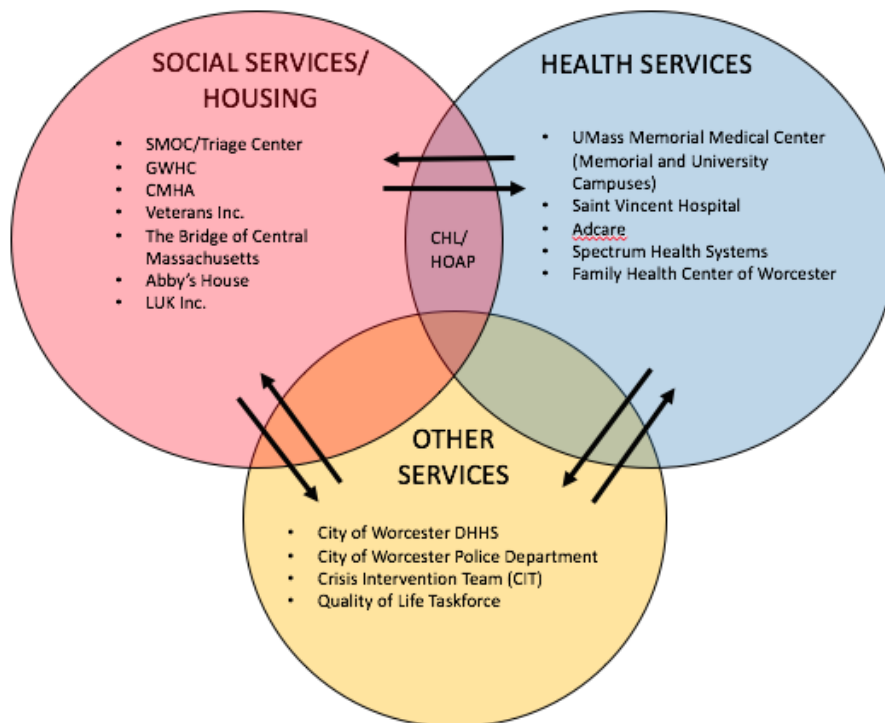 SOCIAL SERVICES/
HOUSING
• SMOC/Triage Center
• GWHC
• CMHA
• Veterans Inc.
• The Bridge of Central
Massachusetts
• Abby's House
• LUK Inc.
HEALTH SERVICES
• UMass Memorial Medical Center
(Memorial and University
Campuses)
• Saint Vincent Hospital
• Adcare
• Spectrum Health Systems
• Family Health Center of Worcester
CHL/
HOAP
OTHER
SERVICES
• City of Worcester DHHS
• City of Worcester Police Department
• Crisis Intervention Team (CIT)
• Quality of Life Taskforce